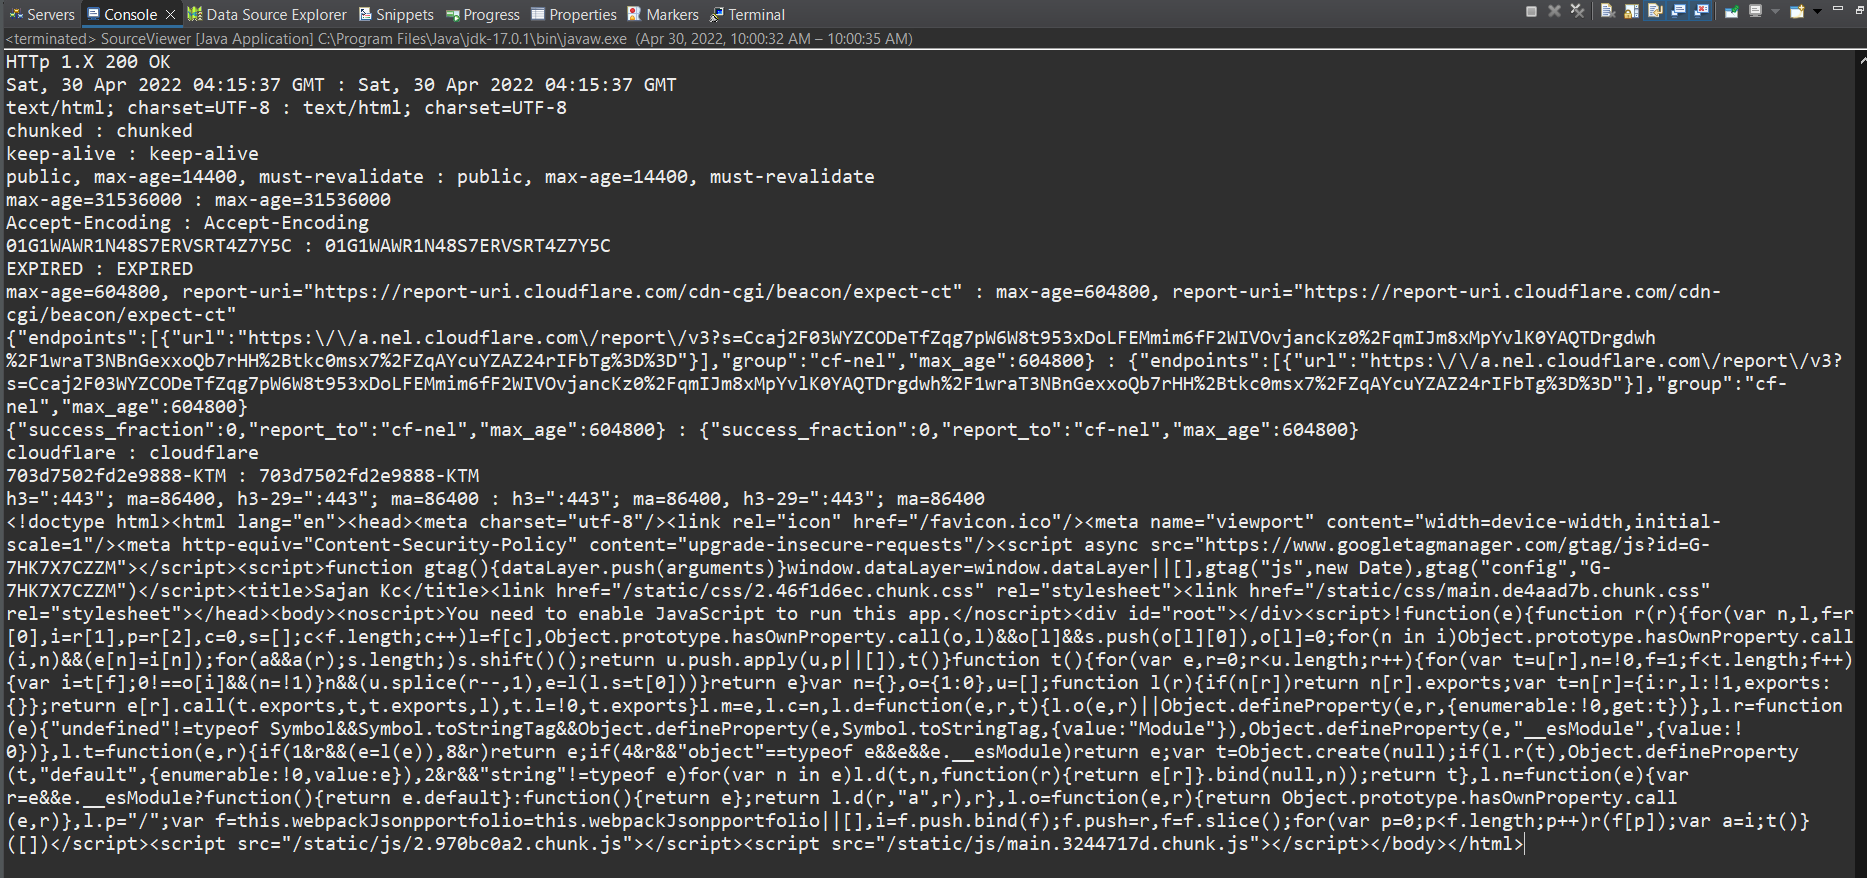 Servers Console Data Source Explorer Snippets Progress Properties Markers Terminal
<terminated> SourceViewer [Java Application] C:\Program Files\Java\jdk-17.0.1\bin\javaw.exe (Apr 30, 2022, 10:00:32 AM – 10:00:35 AM)
HTTp 1.X 200 OK
Sat, 30 Apr 2022 04:15:37 GMT : Sat, 30 Apr 2022 04:15:37 GMT
text/html; charset=UTF-8 : text/html; charset=UTF-8
chunked : chunked
keep-alive : keep-alive
public, max-age=14400, must-revalidate : public, max-age=14400, must-revalidate
max-age=31536000 : max-age=31536000
Accept-Encoding : Accept-Encoding
01G1WAWR1N48S7ERVSRT4Z7Y5C : 01G1WAWR1N48S7ERVSRT4Z7Y5C
EXPIRED : EXPIRED
max-age=604800, report-uri="https://report-uri.cloudflare.com/cdn-cgi/beacon/expect-ct" : max-age=604800, report-uri="https://report-uri.cloudflare.com/cdn-
cgi/beacon/expect-ct"
{"endpoints":[{"url":"https:\/\/a.nel.cloudflare.com\/report\/v3?s=Ccaj2F03WYZCODeTfZqg7pW6W8t953xDoLFEMmim6fF2WIVOvjancKz0%2FqmIJm8xMpYvlK0YAQTDrgdwh
%2F1wraT3NBnGexxoQb7rHH%2Btkc0msx7%2FZqAYcuYZAZ24rIFbTg%3D%3D"}],"group":"cf-nel","max_age":604800} : {"endpoints":[{"url":"https:\/\/a.nel.cloudflare.com\/report\/v3?
s=Ccaj2F03WYZCODeTfZqg7pW6W8t953xDoLFEMmim6fF2WIVOvjancKz0%2FqmIJm8xMpYvlK0YAQTDrgdwh%2F1wraT3NBnGexxoQb7rHH%2Btkc0msx7%2FZqAYcuYZAZ24rIFbTg%3D%3D"}],"group":"cf-
nel","max_age":604800}
{"success_fraction":0,"report_to":"cf-nel","max_age":604800} : {"success_fraction":0,"report_to":"cf-nel","max_age":604800}
cloudflare : cloudflare
703d7502fd2e9888-KTM : 703d7502fd2e9888-KTM
h3=":443"; ma=86400, h3-29=":443"; ma=86400 : h3=":443"; ma=86400, h3-29=":443"; ma=86400
<!doctype html><html lang="en"><head><meta charset="utf-8"/><link rel="icon" href="/favicon.ico"/><meta name="viewport" content="width=device-width,initial-
scale=1"/><meta http-equiv="Content-Security-Policy" content="upgrade-insecure-requests"/><script async src="https://www.googletagmanager.com/gtag/js?id=G-
7HK7X7CZZM"></script><script>function gtag(){dataLayer.push(arguments)}window.dataLayer=window.dataLayer||[],gtag("js",new Date),gtag("config","G-
7HK7X7CZZM")</script><title>Sajan Kc</title><link href="/static/css/2.46f1d6ec.chunk.css" rel="stylesheet"><link href="/static/css/main.de4aad7b.chunk.css"
rel="stylesheet"></head><body><noscript>You need to enable JavaScript to run this app.</noscript><div id="root"></div><script>!function(e){function r(r){for(var n,l,f=r
[0],i=r[1],p=r[2],c=0,s=[];c<f.length;c++)l=f[c],Object.prototype.hasOwnProperty.call(o,l)&&o[l]&&s.push(o[l][0]),o[l]=0;for(n in i)Object.prototype.hasOwnProperty.call
(i,n)&&(e[n]=i[n]);for(a&&a(r);s.length;)s.shift()();return u.push.apply(u,p||[]),t()}function t(){for(var e,r=0;r<u.length;r++){for(var t=u[r],n=!0,f=1;f<t.length;f++)
{var i=t[f];0!==o[i]&&(n=!1)}n&&(u.splice(r--,1),e=l(l.s=t[0]))}return e}var n={},o={1:0},u=[];function l(r){if(n[r])return n[r].exports;var t=n[r]={i:r,l:!1,exports:
{}};return e[r].call(t.exports,t,t.exports,l),t.l=!0,t.exports}l.m=e,l.c=n,l.d=function(e,r,t){l.o(e,r)||Object.defineProperty(e,r,{enumerable:!0,get:t})},l.r=function
(e){"undefined"!=typeof Symbol&&Symbol.toStringTag&&Object.defineProperty(e,Symbol.toStringTag,{value:"Module"}),Object.defineProperty(e,"__esModule",{value:!
0})},l.t=function(e,r){if(1&r&&(e=l(e)),8&r)return e;if(4&r&&"object"==typeof e&&e&&e.__esModule)return e;var t=Object.create(null);if(l.r(t),Object.defineProperty
(t,"default",{enumerable:!0,value:e}),2&r&&"string"!=typeof e)for(var n in e)l.d(t,n,function(r){return e[r]}.bind(null,n));return t},l.n=function(e){var
r=e&&e.__esModule?function(){return e.default}:function(){return e};return l.d(r,"a",r),r},l.o=function(e,r){return Object.prototype.hasOwnProperty.call
(e,r)},l.p="/";var f=this.webpackJsonpportfolio=this.webpackJsonpportfolio||[],i=f.push.bind(f);f.push=r,f=f.slice();for(var p=0;p<f.length;p++)r(f[p]);var a=i;t()}
([])</script><script src="/static/js/2.970bc0a2.chunk.js"></script><script src="/static/js/main.3244717d.chunk.js"></script></body></html>